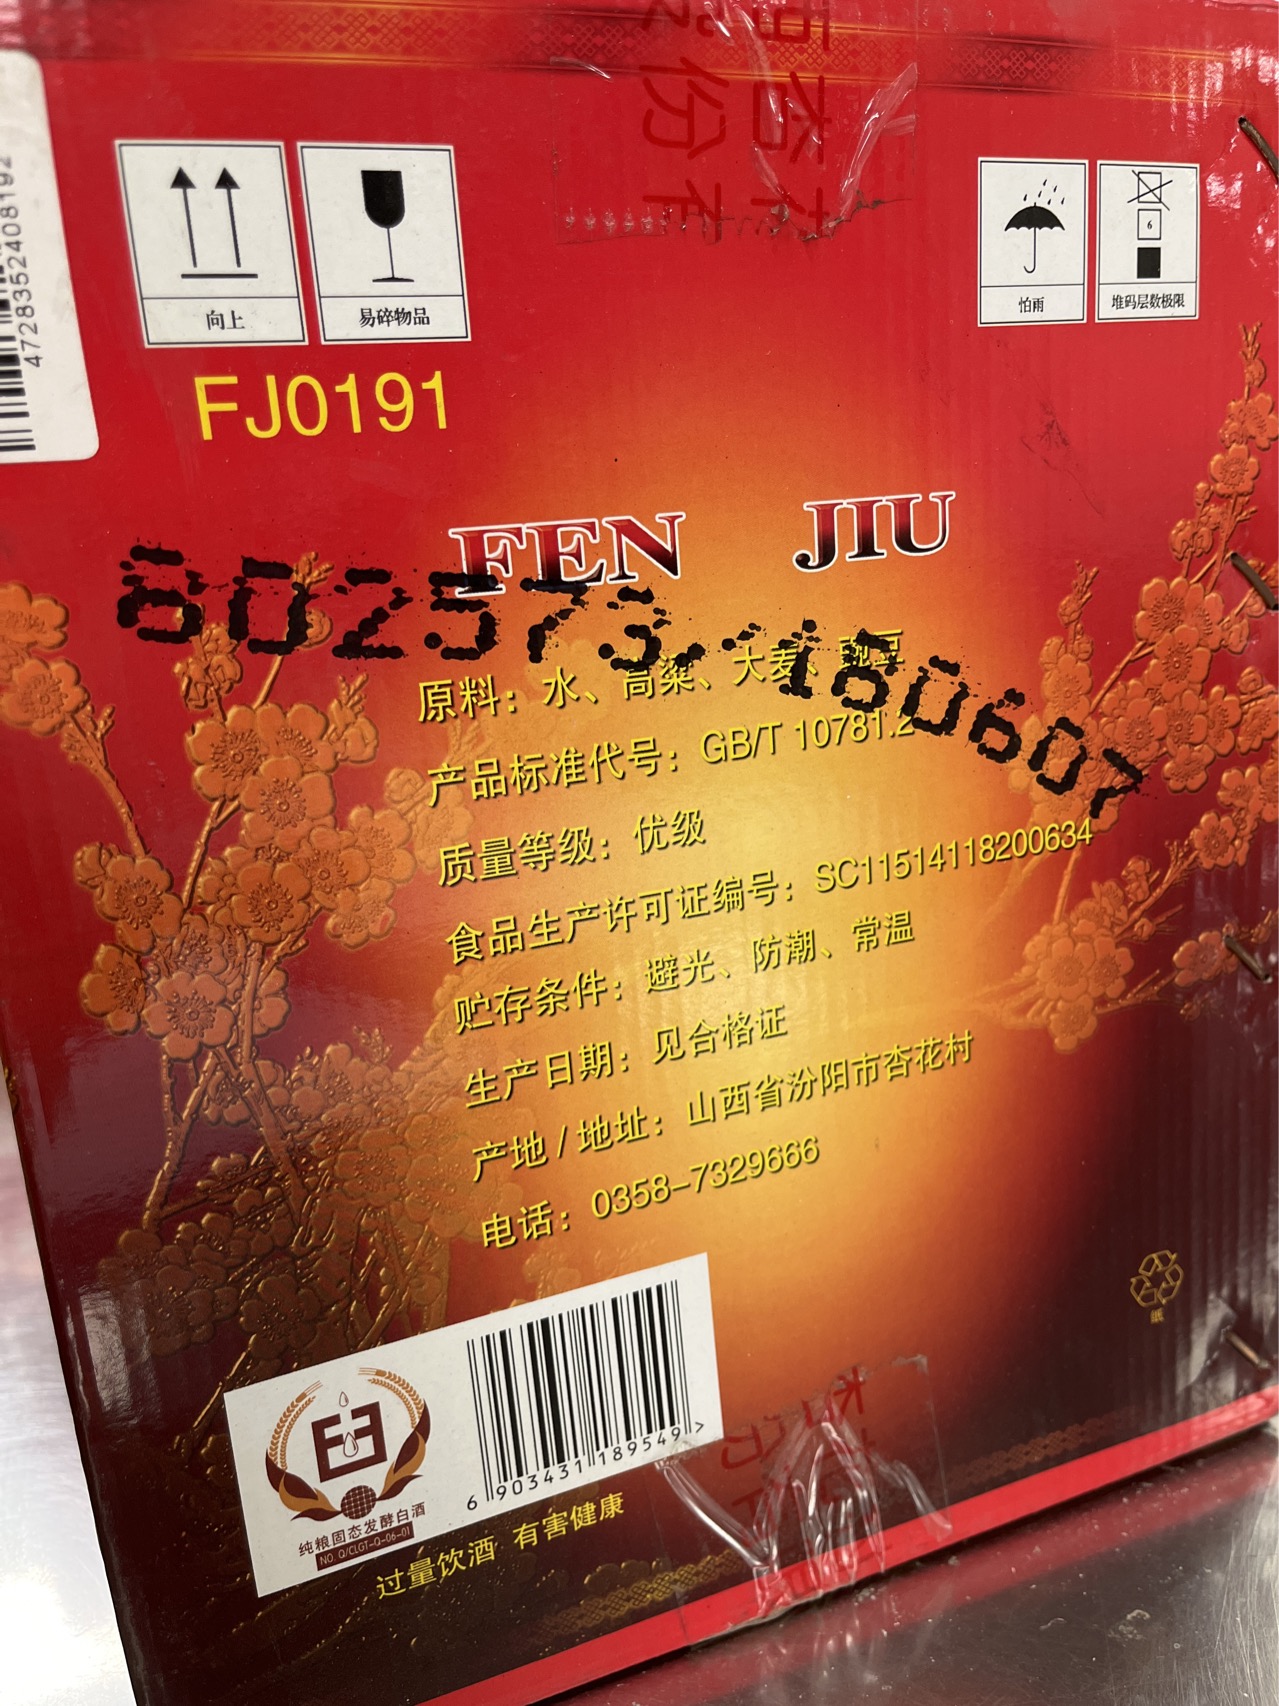 472835240819２
向上
易碎物品
怕雨
6
堆码层数极限
FJ0191
FEN JIU
602573,180607
原料：水、高粱、大麦、豌豆
产品标准代号：GB/T 10781.2
质量等级：优级
食品生产许可证编号：SC11514118200634
贮存条件：避光、防潮、常温
生产日期：见合格证
产地/地址：山西省汾阳市杏花村
电话：0358-7329666
纸
纯粮固态发酵白酒
NO. Q/CLGT-Q-06-01
6 903431 189549 >
过量饮酒 有害健康